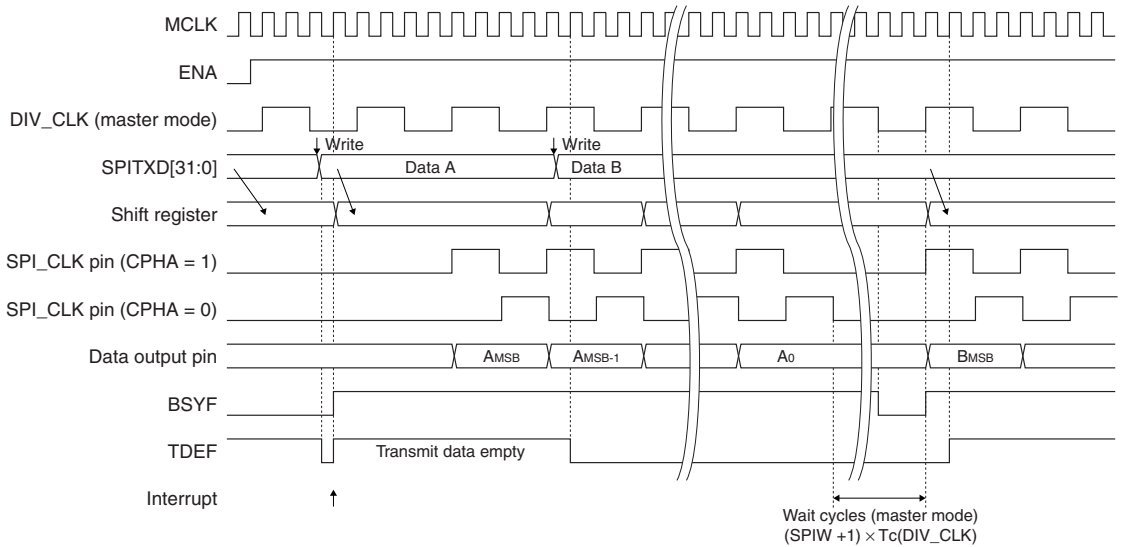 MCLK
ENA
DIV_CLK (master mode)
Write
Write
SPITXD[31:0]
Data A
Data B
Shift register
SPI_CLK pin (CPHA = 1)
SPI_CLK pin (CPHA = 0)
Data output pin
AMSB
AMSB-1
A0
BMSB
BSYF
TDEF
Transmit data empty
Interrupt
Wait cycles (master mode)
(SPIW +1) × Tc(DIV_CLK)